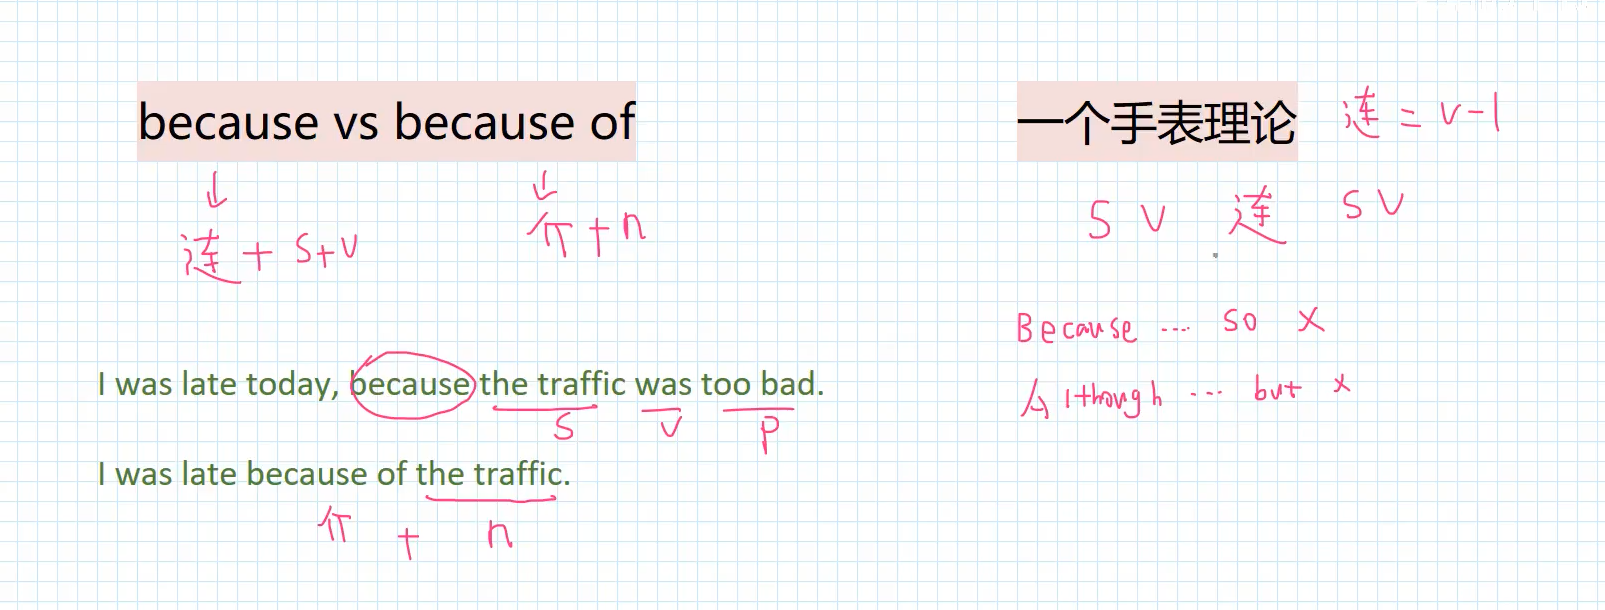 because vs because of
连 + S+V
介 + n
I was late today, because the traffic was too bad.
S V P
I was late because of the traffic.
介 + n
一个手表理论
连 = v-1
S V 连 S V
Because ... so ×
Although ... but ×